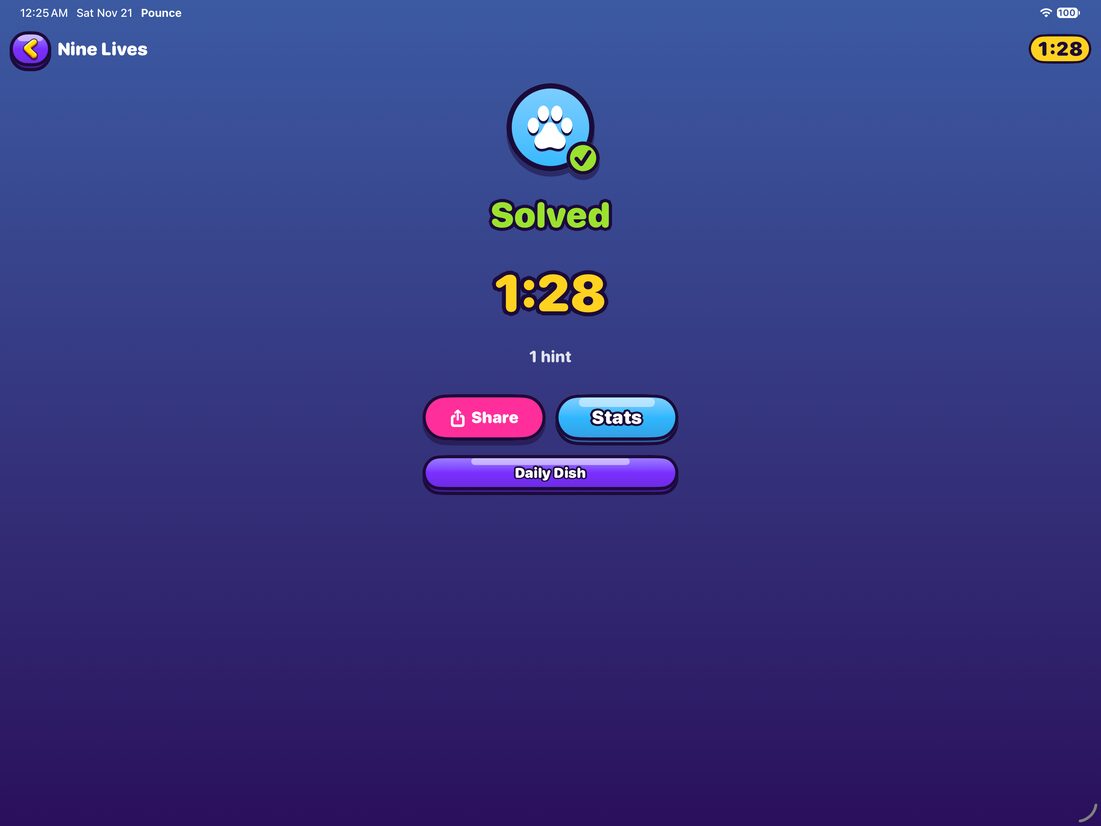 12:25 AM Sat Nov 21 Pounce
100
Nine Lives
1:28
Solved
1:28
1 hint
Share
Stats
Daily Dish